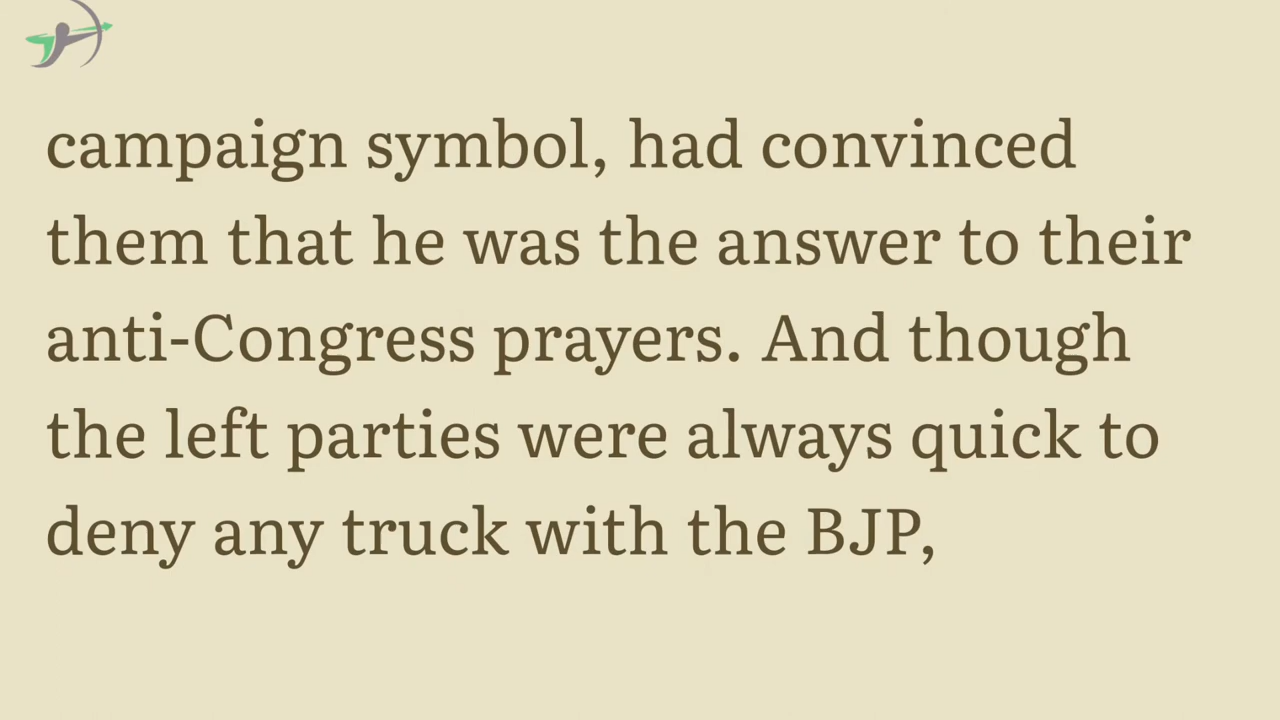 campaign symbol, had convinced
them that he was the answer to their
anti-Congress prayers. And though
the left parties were always quick to
deny any truck with the BJP,